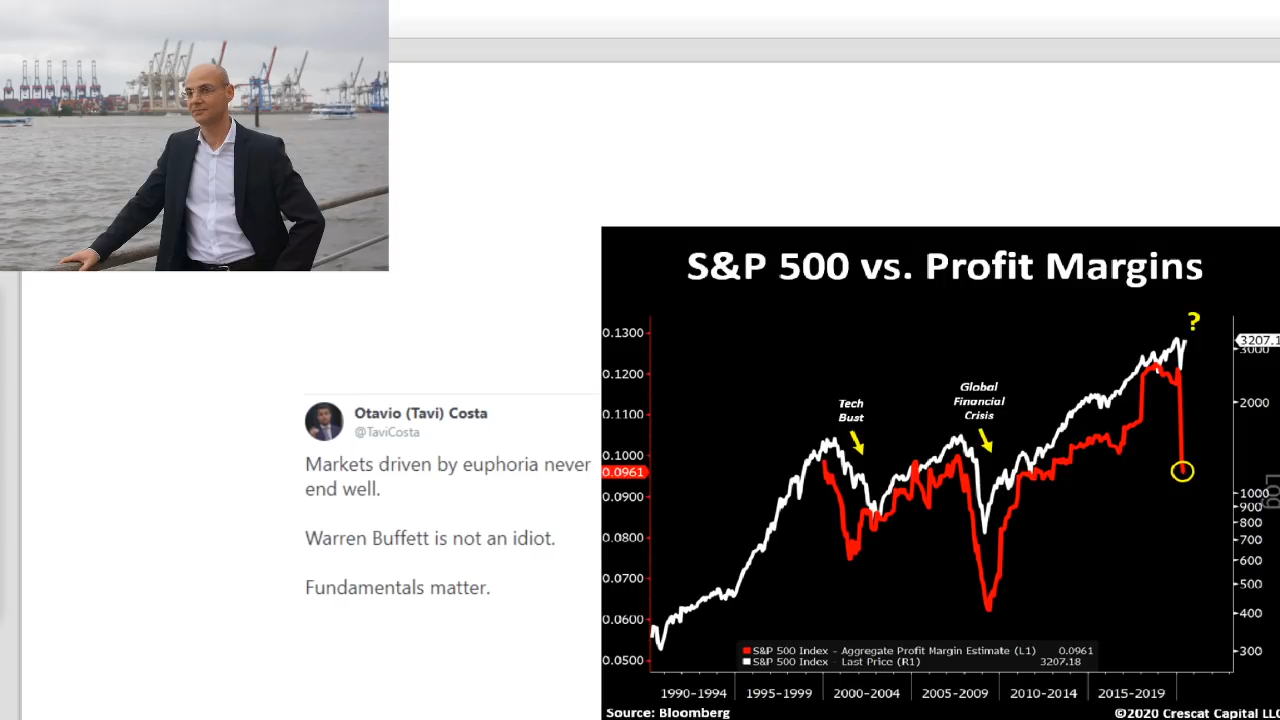 Otavio (Tavi) Costa
@TaviCosta
Markets driven by euphoria never
end well.
Warren Buffett is not an idiot.
Fundamentals matter.
S&P 500 vs. Profit Margins
?
0.1300
0.1200
0.1100
0.1000
0.0961
0.0900
0.0800
0.0700
0.0600
0.0500
Tech
Bust
Global
Financial
Crisis
3207.1
3000
2000
1000
900
800
700
600
500
400
300
Log
S&P 500 Index - Aggregate Profit Margin Estimate (L1) 0.0961
S&P 500 Index - Last Price (R1) 3207.18
1990-1994 1995-1999 2000-2004 2005-2009 2010-2014 2015-2019
Source: Bloomberg
©2020 Crescat Capital LLC